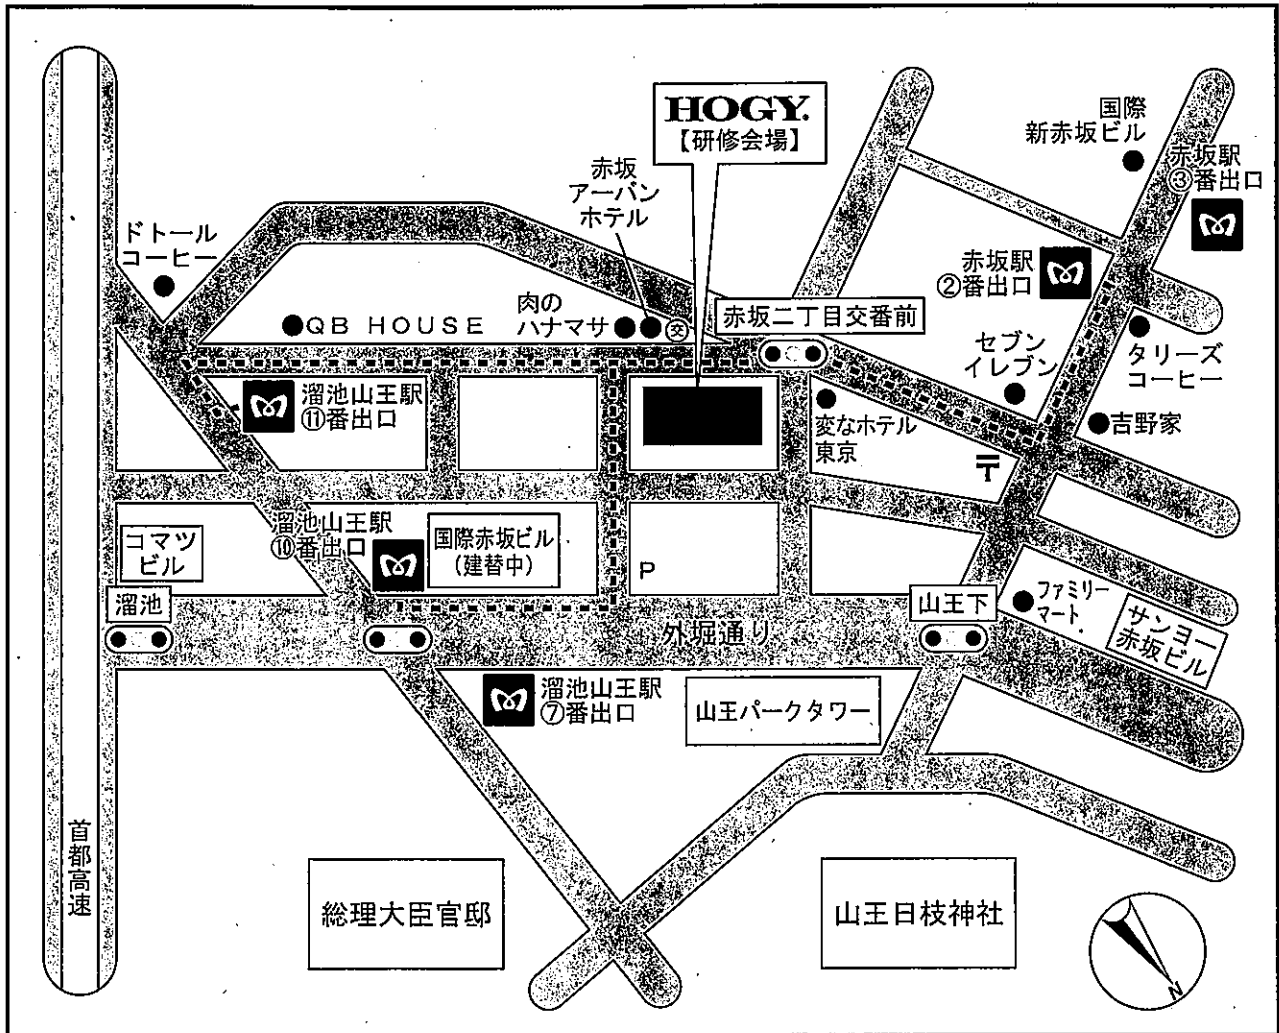 HOGY.
【研修会場】
国際
新赤坂ビル
赤坂駅
③番出口
赤坂
アーバン
ホテル
ドトール
コーヒー
赤坂駅
②番出口
QB HOUSE
肉の
ハナマサ
交
赤坂二丁目交番前
セブン
イレブン
タリーズ
コーヒー
溜池山王駅
⑪番出口
変なホテル
東京
吉野家
〒
溜池山王駅
⑩番出口
国際赤坂ビル
(建替中)
コマツ
ビル
P
溜池
山王下
ファミリー
マート
サンヨー
赤坂ビル
外堀通り
溜池山王駅
⑦番出口
山王パークタワー
首都高速
総理大臣官邸
山王日枝神社
N